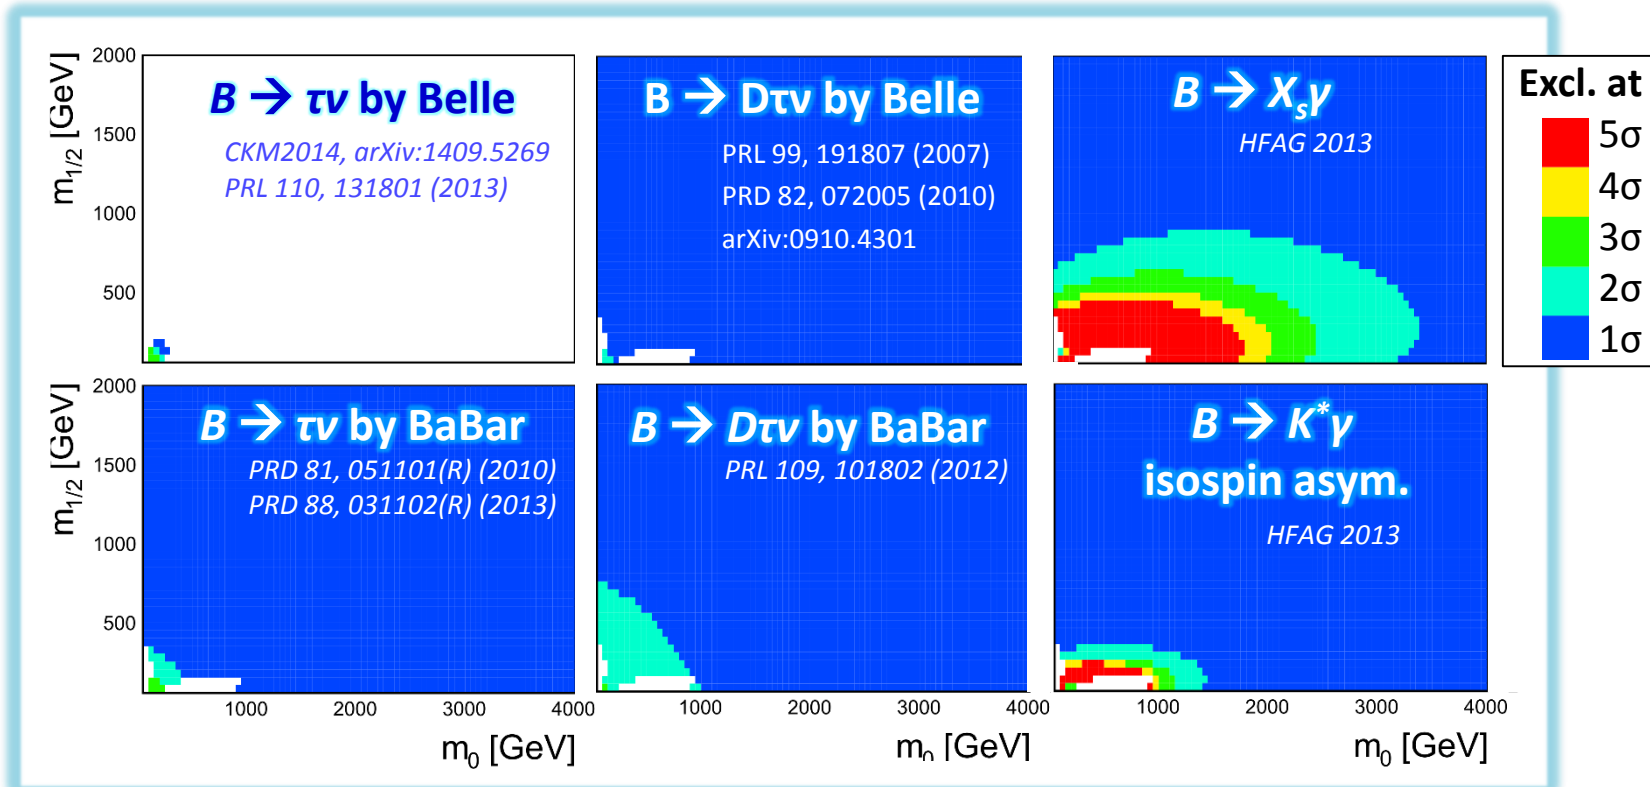 B → τν by Belle
CKM2014, arXiv:1409.5269
PRL 110, 131801 (2013)
m1/2 [GeV]
2000
1500
1000
500
B → Dτν by Belle
PRL 99, 191807 (2007)
PRD 82, 072005 (2010)
arXiv:0910.4301
B → Xsγ
HFAG 2013
Excl. at
5σ
4σ
3σ
2σ
1σ
B → τν by BaBar
PRD 81, 051101(R) (2010)
PRD 88, 031102(R) (2013)
m1/2 [GeV]
2000
1500
1000
500
1000 2000 3000 4000
m0 [GeV]
B → Dτν by BaBar
PRL 109, 101802 (2012)
1000 2000 3000 4000
m0 [GeV]
B → K*γ
isospin asym.
HFAG 2013
1000 2000 3000 4000
m0 [GeV]